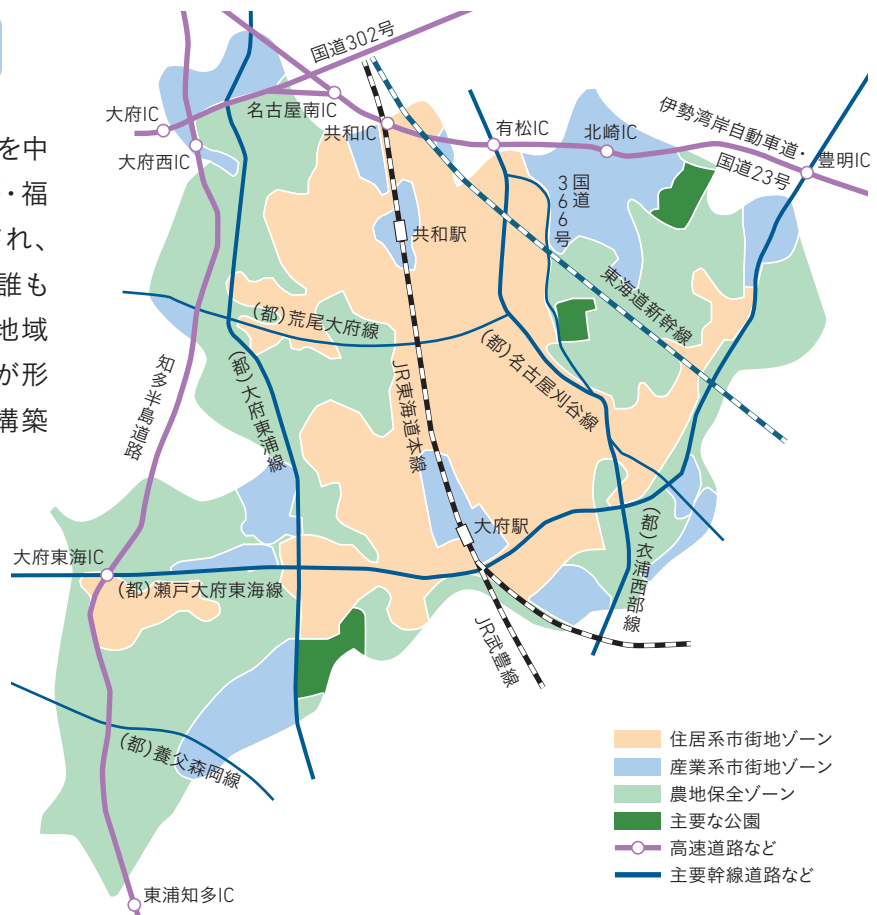 を中
・福
され、
誰も
地域
が形
構築
国道302号
大府IC
名古屋南IC
共和IC
有松IC
北崎IC
伊勢湾岸自動車道・
国道23号
豊明IC
大府西IC
国道
366号
共和駅
東海道新幹線
(都)荒尾大府線
(都)名古屋刈谷線
知多半島道路
(都)大府東浦線
JR東海道本線
大府駅
(都)衣浦西部線
大府東海IC
(都)瀬戸大府東海線
JR武豊線
(都)養父森岡線
東浦知多IC
住居系市街地ゾーン
産業系市街地ゾーン
農地保全ゾーン
主要な公園
高速道路など
主要幹線道路など